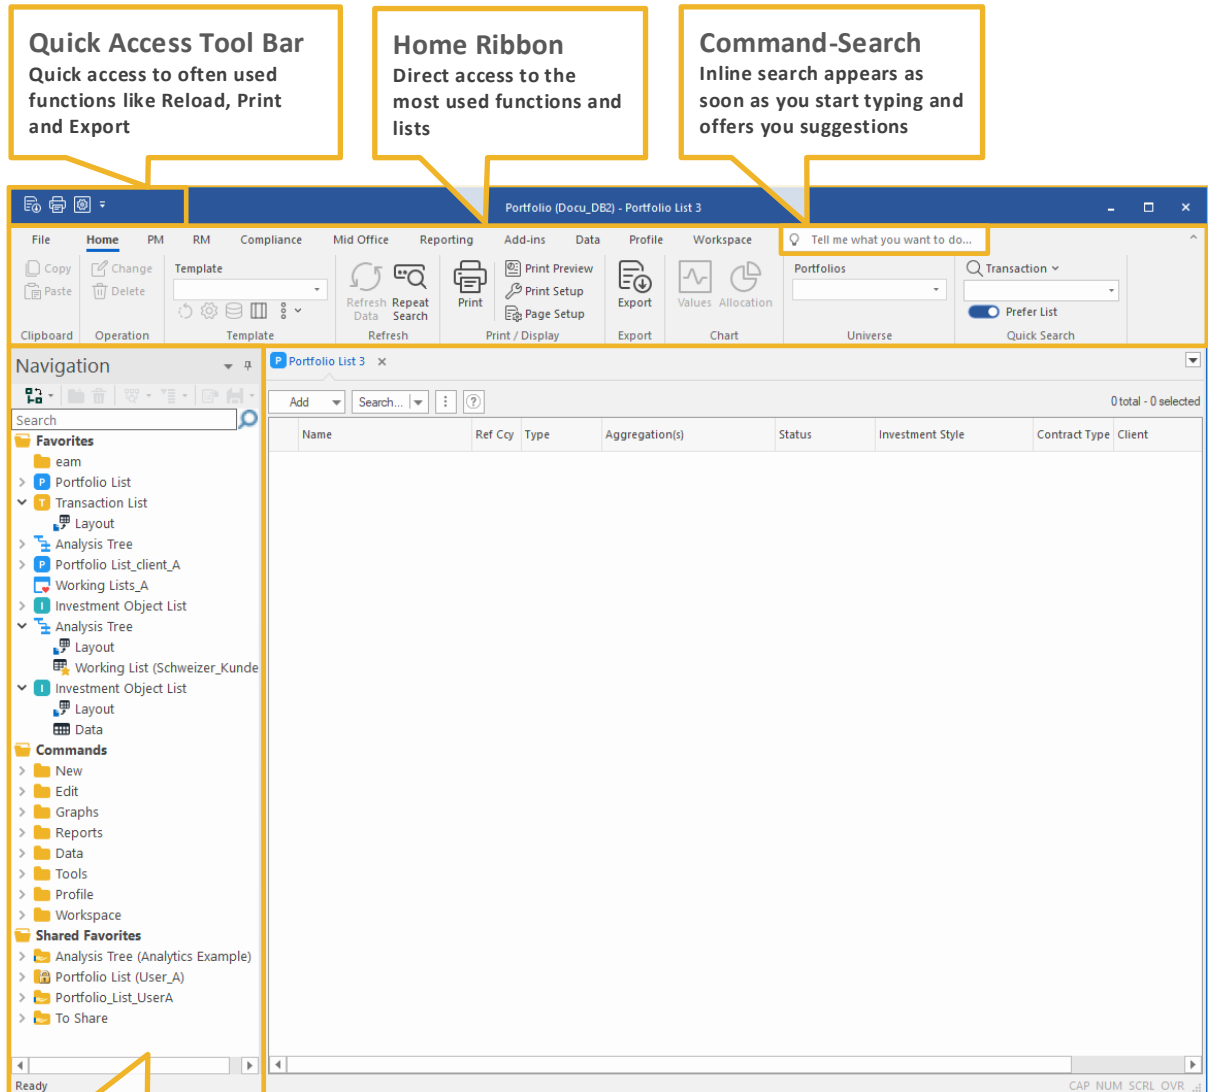 Quick Access Tool Bar
Quick access to often used
functions like Reload, Print
and Export
Home Ribbon
Direct access to the
most used functions and
lists
Command-Search
Inline search appears as
soon as you start typing and
offers you suggestions
Portfolio (Docu_DB2) - Portfolio List 3
File Home PM RM Compliance Mid Office Reporting Add-ins Data Profile Workspace Tell me what you want to do...
Copy Change Template Print Preview Portfolios Transaction
Paste Delete Refresh Data Repeat Search Print Print Setup Export Values Allocation
Page Setup Prefer List
Clipboard Operation Template Refresh Print / Display Export Chart Universe Quick Search
Navigation
Search
Favorites
eam
Portfolio List
Transaction List
Layout
Analysis Tree
Portfolio List_client_A
Working Lists_A
Investment Object List
Analysis Tree
Layout
Working List (Schweizer_Kunde
Investment Object List
Layout
Data
Commands
New
Edit
Graphs
Reports
Data
Tools
Profile
Workspace
Shared Favorites
Analysis Tree (Analytics Example)
Portfolio List (User_A)
Portfolio_List_UserA
To Share
Ready
P Portfolio List 3
Add Search... 0 total - 0 selected
Name Ref Ccy Type Aggregation(s) Status Investment Style Contract Type Client
CAP NUM SCRL OVR